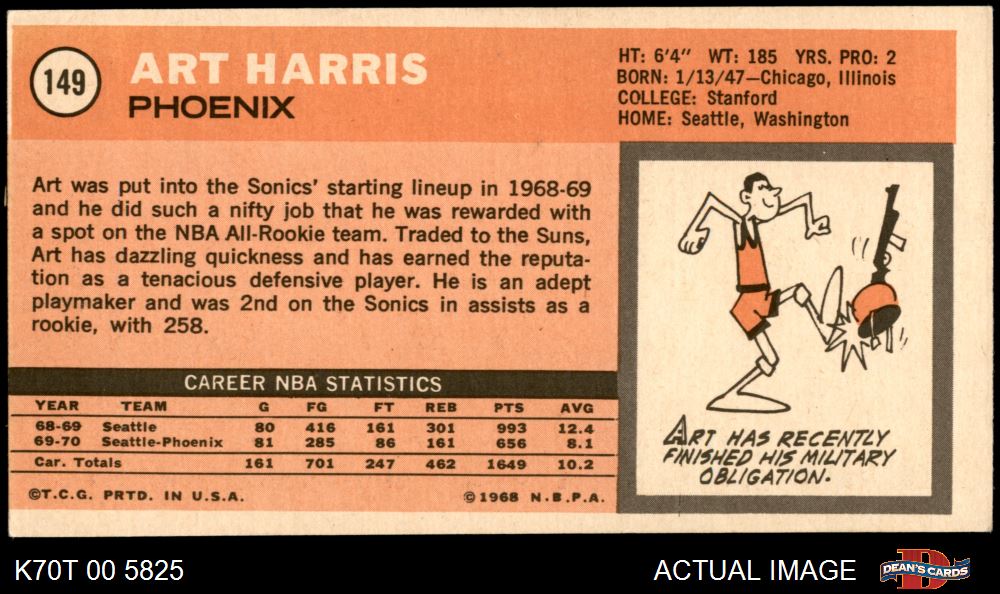 149
ART HARRIS
PHOENIX
HT: 6'4" WT: 185 YRS. PRO: 2
BORN: 1/13/47—Chicago, Illinois
COLLEGE: Stanford
HOME: Seattle, Washington
Art was put into the Sonics' starting lineup in 1968-69
and he did such a nifty job that he was rewarded with
a spot on the NBA All-Rookie team. Traded to the Suns,
Art has dazzling quickness and has earned the reputa-
tion as a tenacious defensive player. He is an adept
playmaker and was 2nd on the Sonics in assists as a
rookie, with 258.
CAREER NBA STATISTICS
YEAR TEAM G FG FT REB PTS AVG
68-69 Seattle 80 416 161 301 993 12.4
69-70 Seattle-Phoenix 81 285 86 161 656 8.1
Car. Totals 161 701 247 462 1649 10.2
©T.C.G. PRTD. IN U.S.A. ©1968 N.B.P.A.
ART HAS RECENTLY
FINISHED HIS MILITARY
OBLIGATION.
K70T 00 5825
ACTUAL IMAGE
D
DEAN'S CARDS